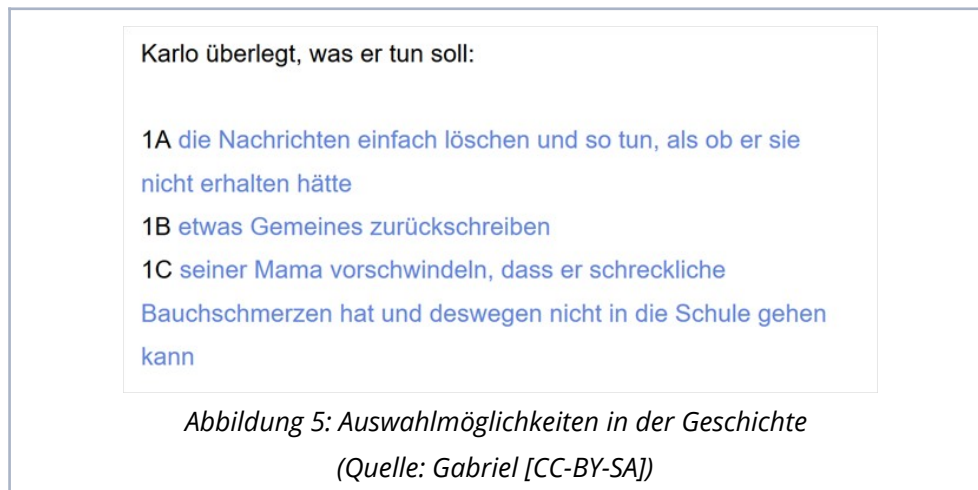 Karlo überlegt, was er tun soll:
1A die Nachrichten einfach löschen und so tun, als ob er sie
nicht erhalten hätte
1B etwas Gemeines zurückschreiben
1C seiner Mama vorschwindeln, dass er schreckliche
Bauchschmerzen hat und deswegen nicht in die Schule gehen
kann
Abbildung 5: Auswahlmöglichkeiten in der Geschichte
(Quelle: Gabriel [CC-BY-SA])